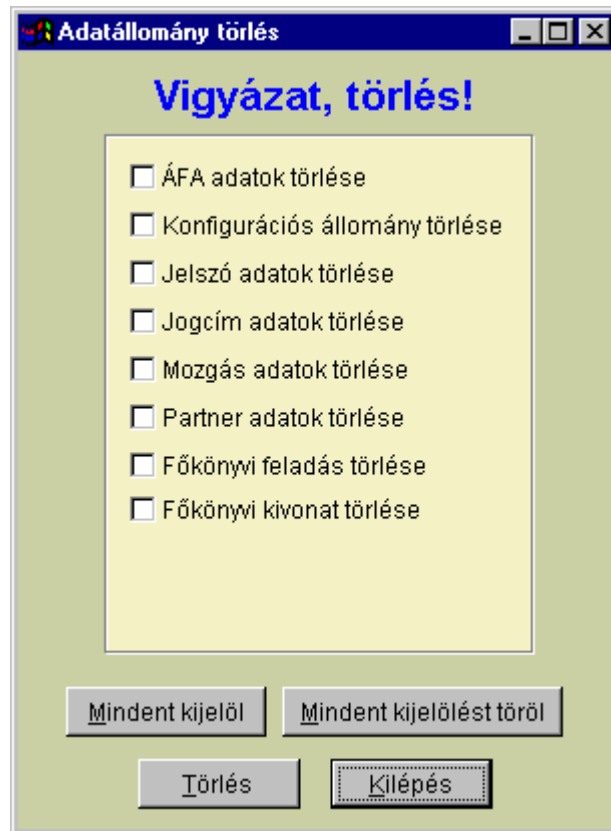 Adatállomány törlés
Vigyázat, törlés!
ÁFA adatok törlése
Konfigurációs állomány törlése
Jelszó adatok törlése
Jogcím adatok törlése
Mozgás adatok törlése
Partner adatok törlése
Főkönyvi feladás törlése
Főkönyvi kivonat törlése
Mindent kijelöl
Mindent kijelölést töröl
Törlés
Kilépés